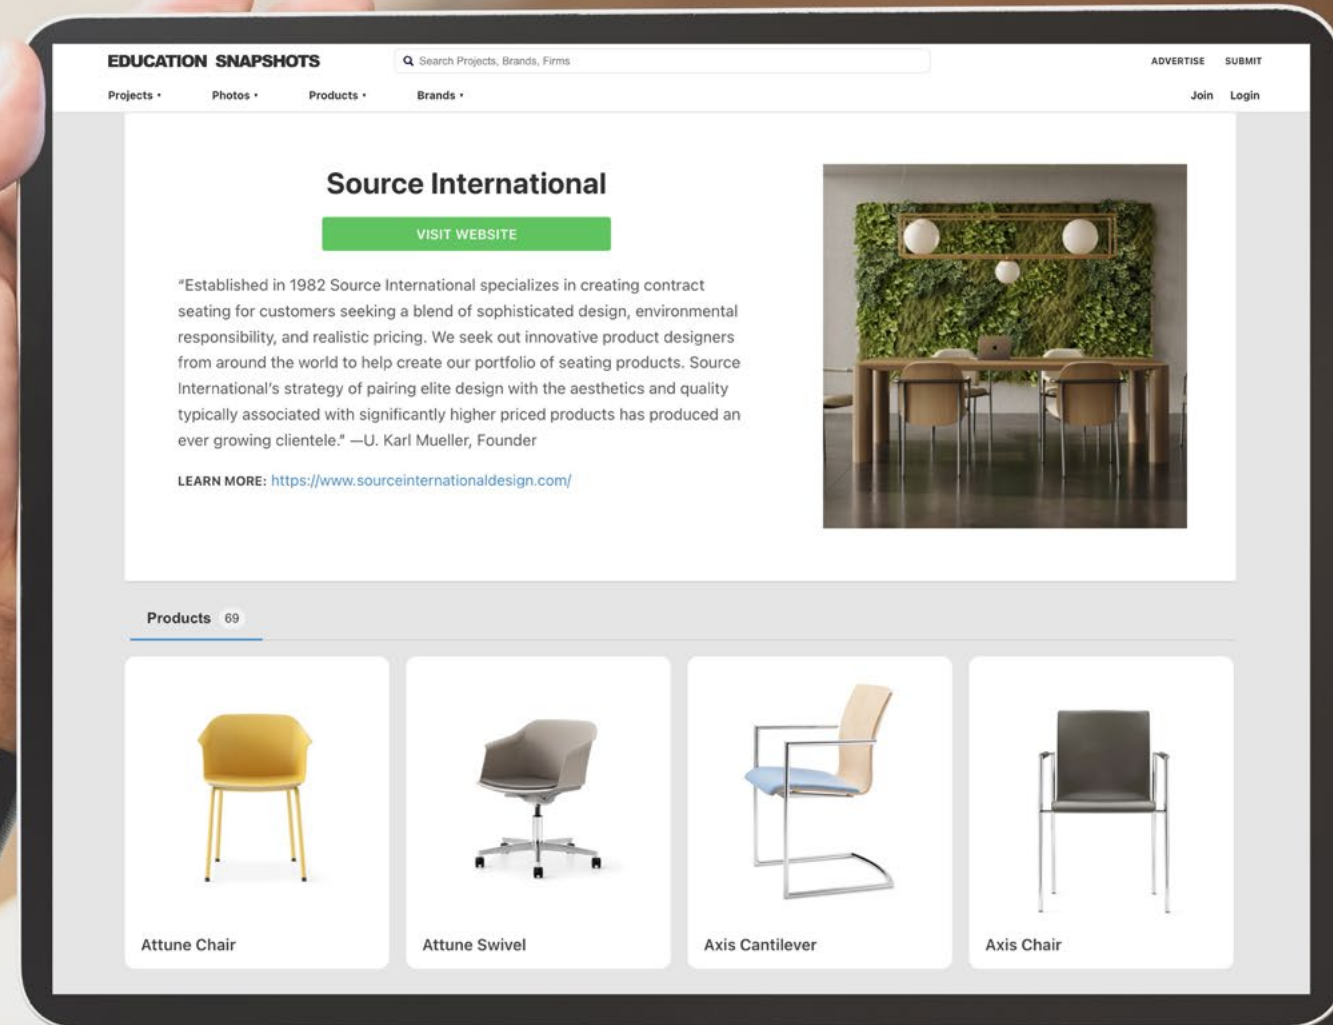 EDUCATION SNAPSHOTS
Search Projects, Brands, Firms
ADVERTISE SUBMIT
Projects Photos Products Brands
Join Login
Source International
VISIT WEBSITE
“Established in 1982 Source International specializes in creating contract
seating for customers seeking a blend of sophisticated design, environmental
responsibility, and realistic pricing. We seek out innovative product designers
from around the world to help create our portfolio of seating products. Source
International's strategy of pairing elite design with the aesthetics and quality
typically associated with significantly higher priced products has produced an
ever growing clientele." —U. Karl Mueller, Founder
LEARN MORE: https://www.sourceinternationaldesign.com/
Products 69
Attune Chair
Attune Swivel
Axis Cantilever
Axis Chair